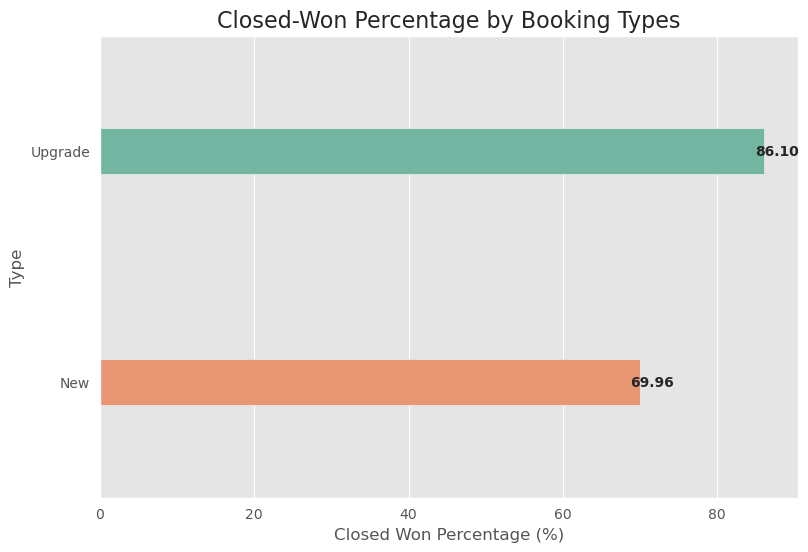 Closed-Won Percentage by Booking Types
Upgrade
86.10
Type
New
69.96
0 20 40 60 80
Closed Won Percentage (%)